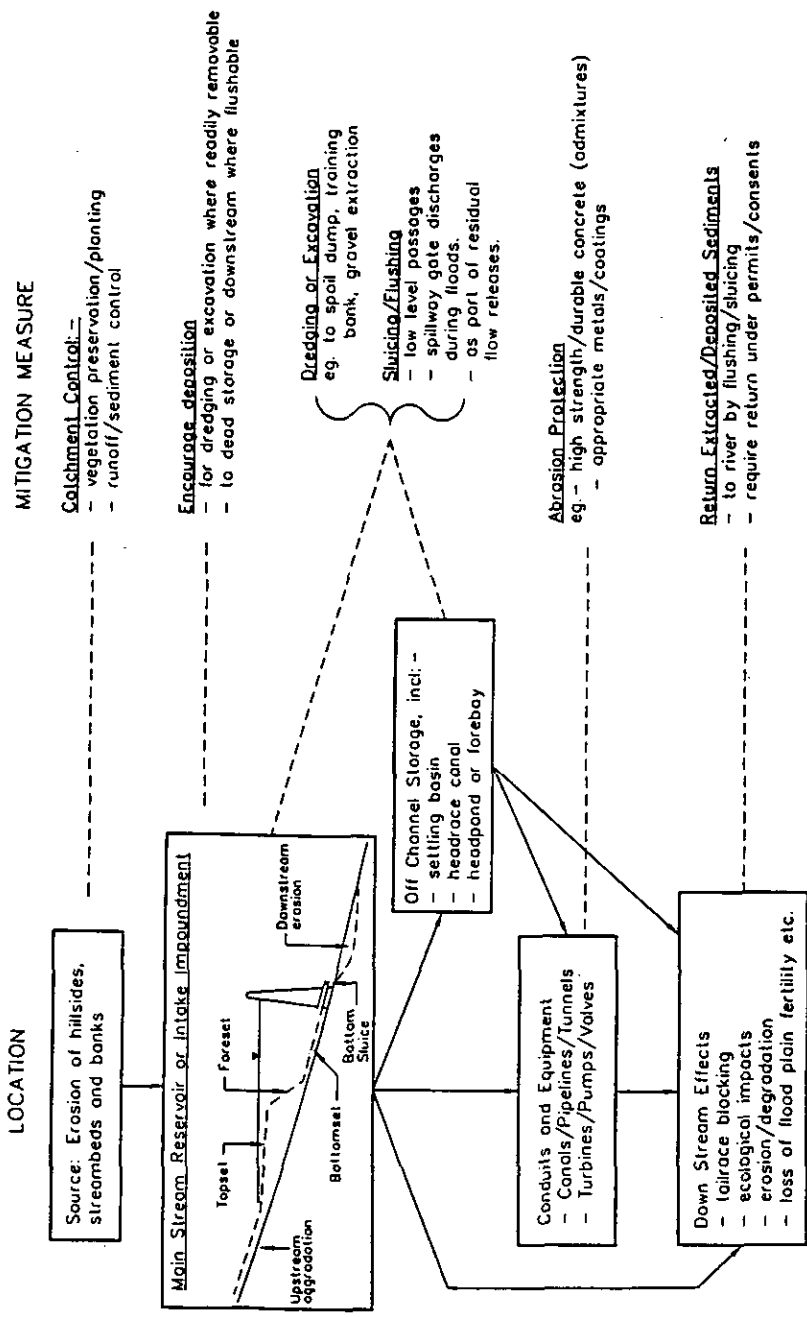 LOCATION
MITIGATION MEASURE
Source: Erosion of hillsides,
streambeds and banks
Catchment Control:-
- vegetation preservation/planting
- runoff/sediment control
Main Stream Reservoir or Intake Impoundment
Upstream
aggradation
Topset
Foreset
Bottomset
Bottom
Sluice
Downstream
erosion
Encourage deposition
- for dredging or excavation where readily removable
- to dead storage or downstream where flushable
Off Channel Storage, incl:-
- settling basin
- headrace canal
- headpond or forebay
Dredging or Excavation
eg. to spoil dump, training
bank, gravel extraction
Sluicing/Flushing
- low level passages
- spillway gate discharges
during floods.
- as part of residual
flow releases.
Conduits and Equipment
- Canals/Pipelines/Tunnels
- Turbines/Pumps/Valves
Abrasion Protection
eg.- high strength/durable concrete (admixtures)
- appropriate metals/coatings
Down Stream Effects
- tailrace blocking
- ecological impacts
- erosion/degradation
- loss of flood plain fertility etc.
Return Extracted/Deposited Sediments
- to river by flushing/sluicing
- require return under permits/consents